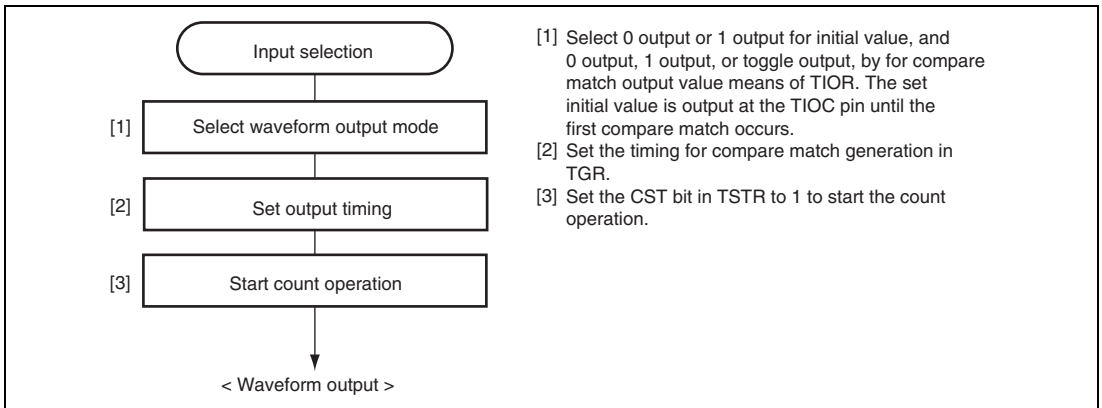 Input selection
[1] Select waveform output mode
[2] Set output timing
[3] Start count operation
< Waveform output >
[1] Select 0 output or 1 output for initial value, and
0 output, 1 output, or toggle output, by for compare
match output value means of TIOR. The set
initial value is output at the TIOC pin until the
first compare match occurs.
[2] Set the timing for compare match generation in
TGR.
[3] Set the CST bit in TSTR to 1 to start the count
operation.